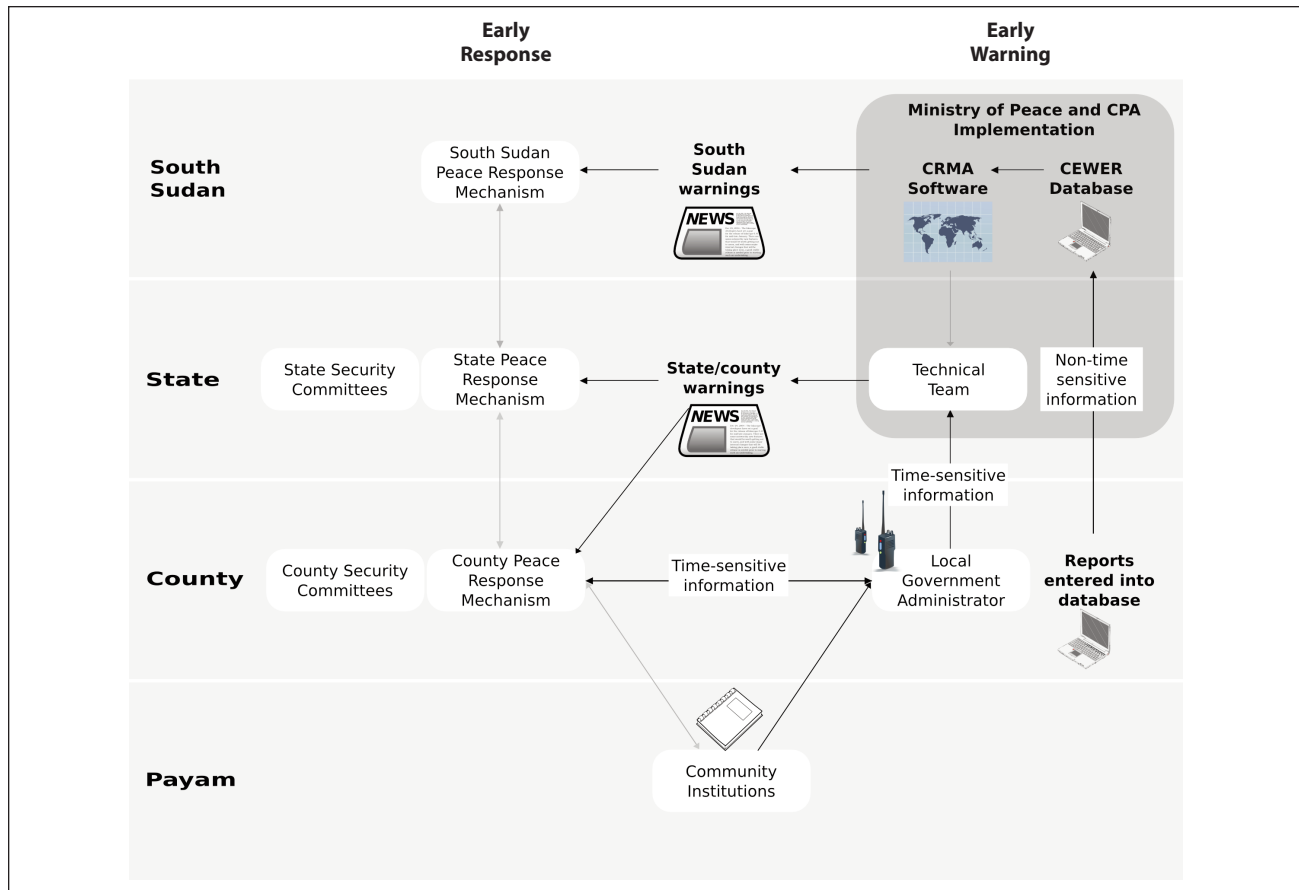 Early
Response
Early
Warning
Ministry of Peace and CPA
Implementation
South
Sudan
South Sudan
Peace Response
Mechanism
South
Sudan
warnings
NEWS
CRMA
Software
CEWER
Database
State
State Security
Committees
State Peace
Response
Mechanism
State/county
warnings
NEWS
Technical
Team
Non-time
sensitive
information
Time-sensitive
information
County
County Security
Committees
County Peace
Response
Mechanism
Time-sensitive
information
Local
Government
Administrator
Reports
entered into
database
Payam
Community
Institutions